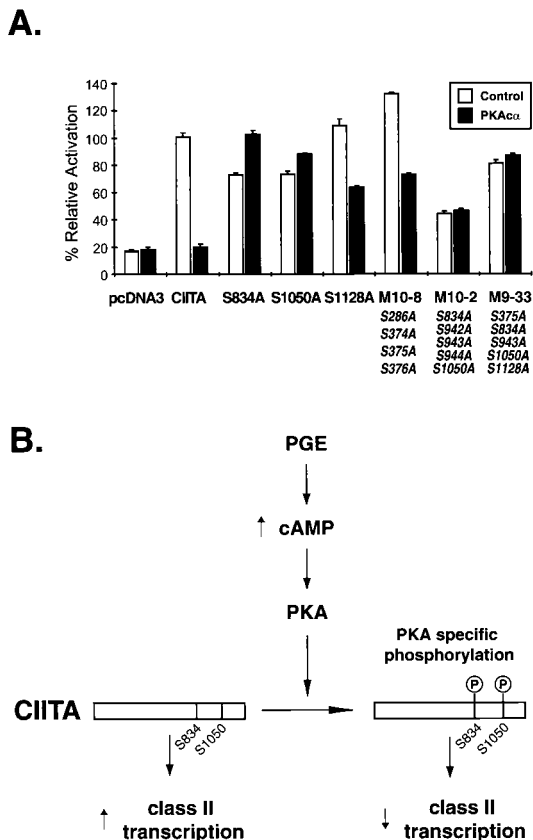 A.
140
120
100
80
60
40
20
0
% Relative Activation
Control
PKAcα
pcDNA3 CIITA S834A S1050A S1128A M10-8 M10-2 M9-33
S286A S834A S375A
S374A S942A S834A
S375A S943A S943A
S376A S944A S1050A
S1050A S1128A
B.
PGE
↑ cAMP
PKA
PKA specific
phosphorylation
P P
CIITA
S834 S1050
S834 S1050
↑ class II
transcription
↓ class II
transcription